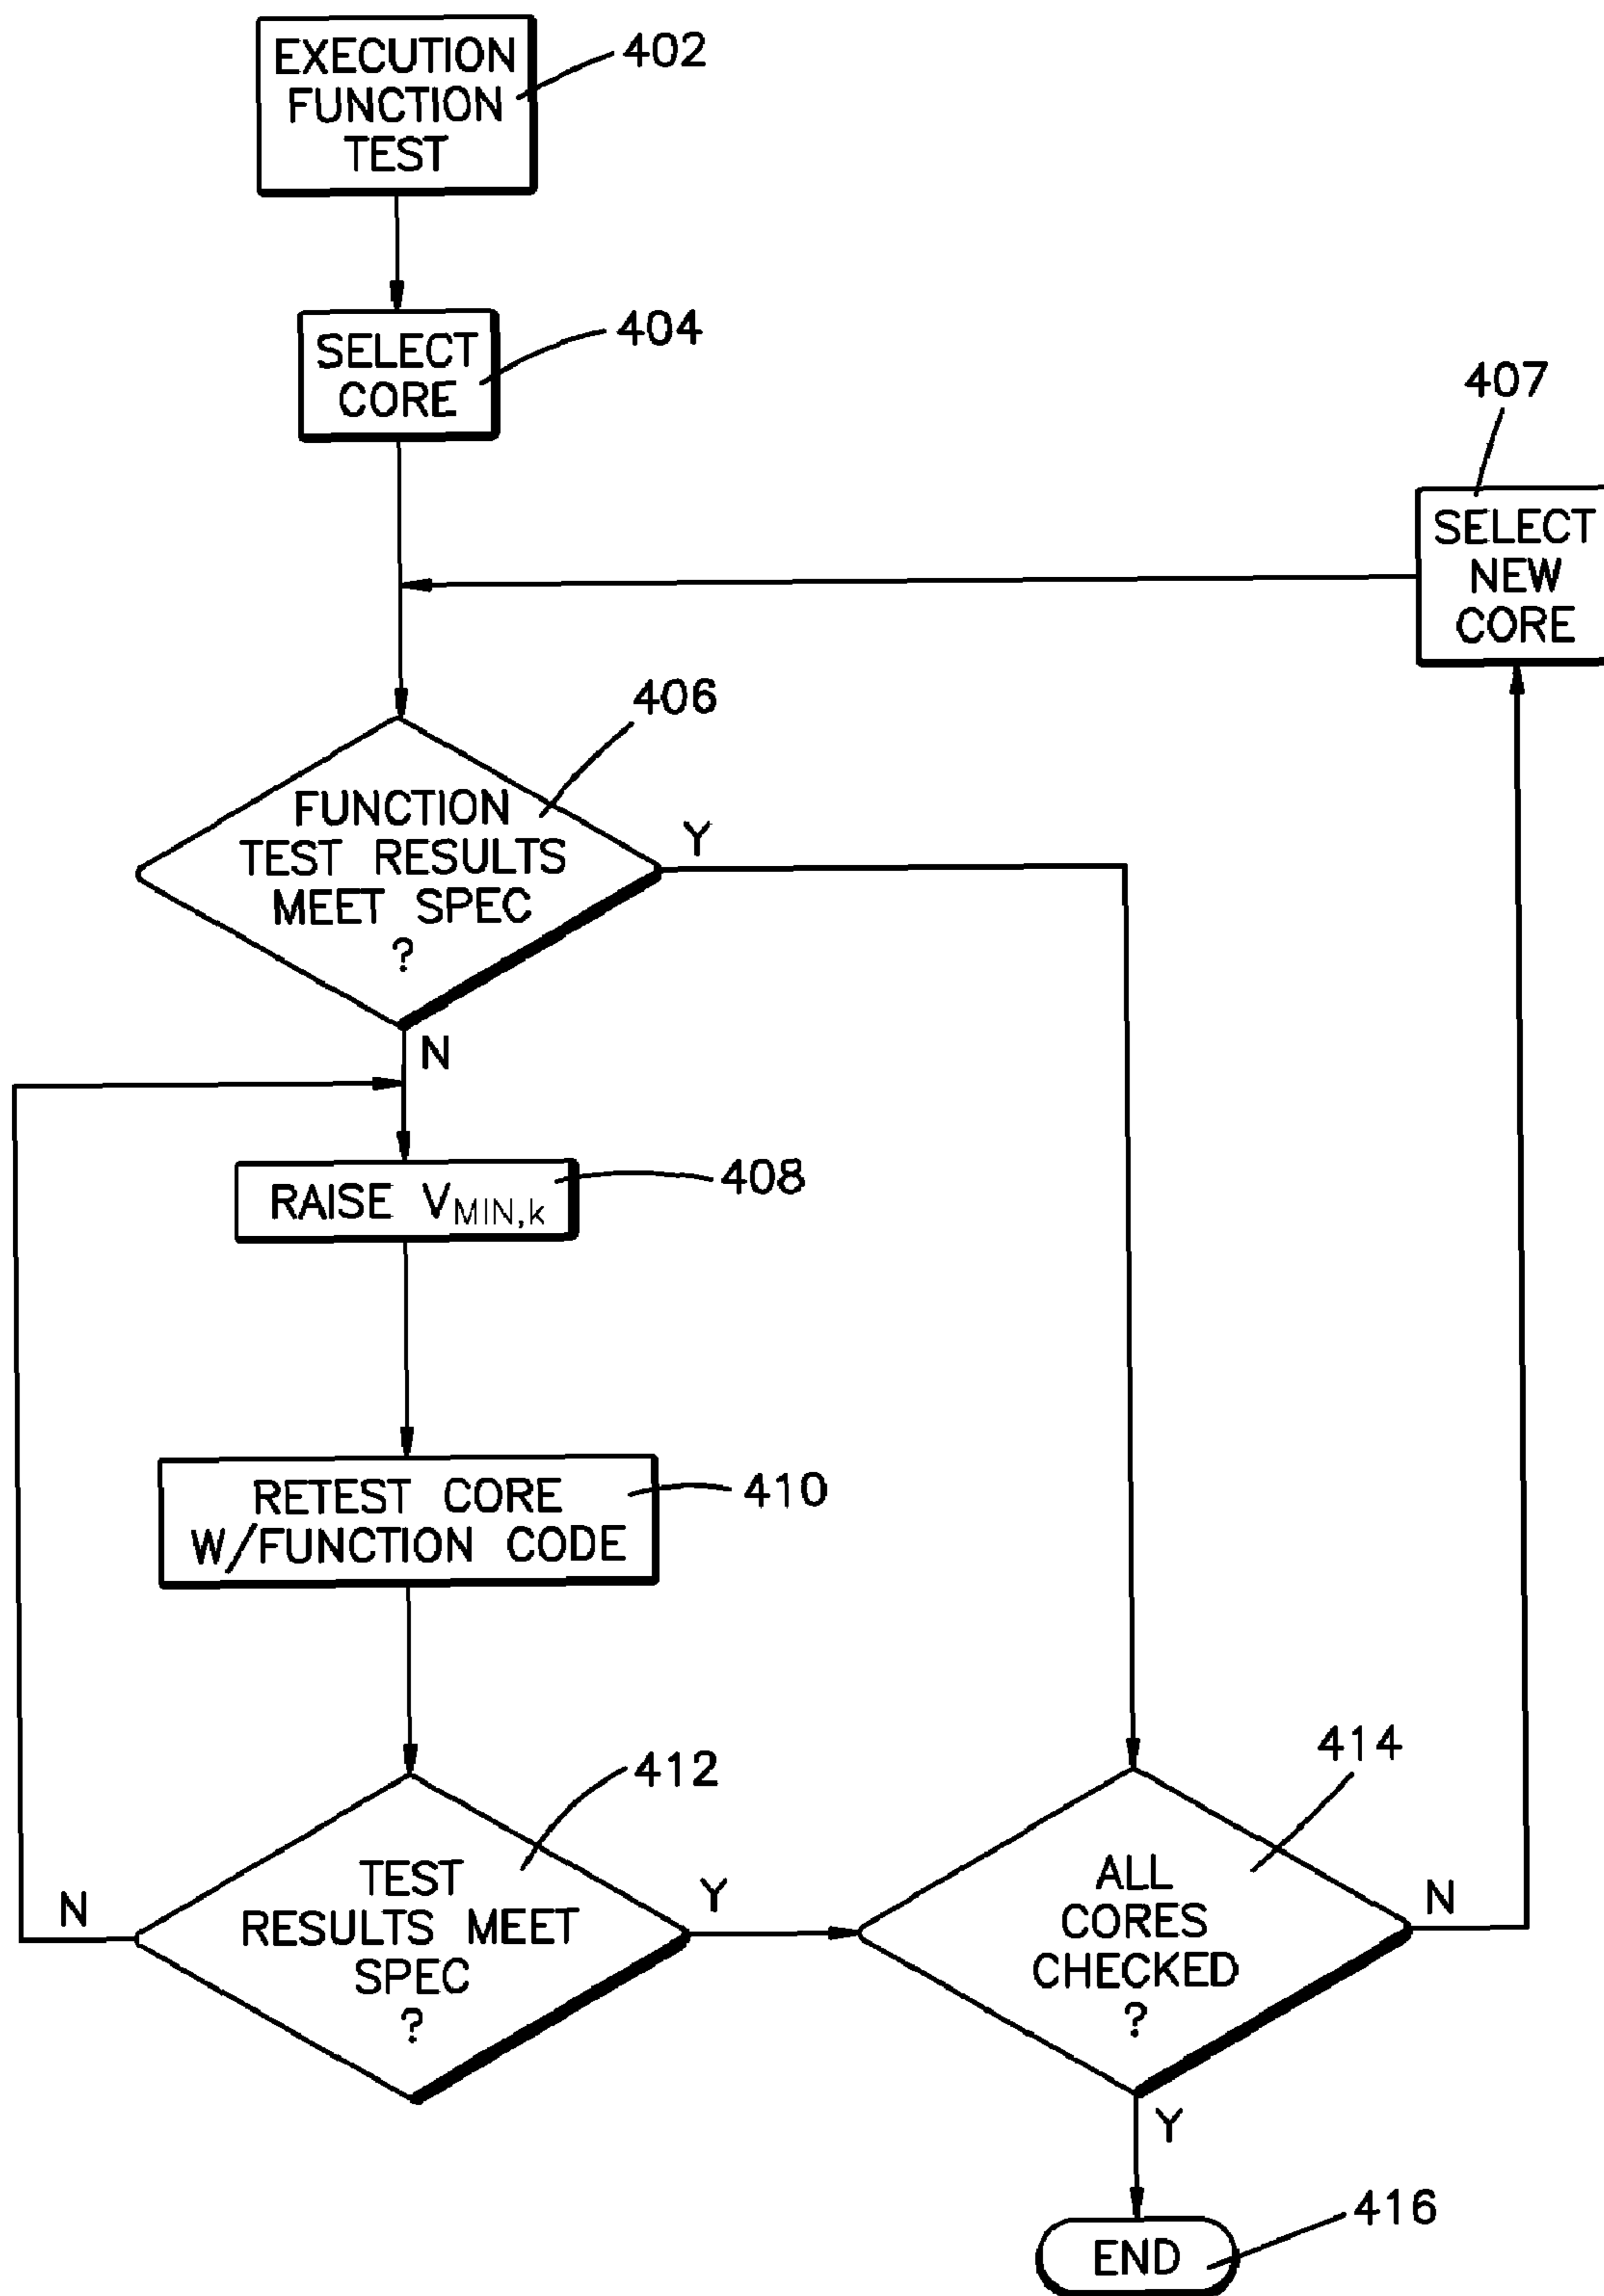 EXECUTION
FUNCTION
TEST
402
SELECT
CORE
404
407
SELECT
NEW
CORE
406
FUNCTION
TEST RESULTS
MEET SPEC
?
Y
N
RAISE VMIN,k
408
RETEST CORE
W/FUNCTION CODE
410
412
TEST
RESULTS MEET
SPEC
?
N
Y
414
ALL
CORES
CHECKED
?
N
Y
END
416